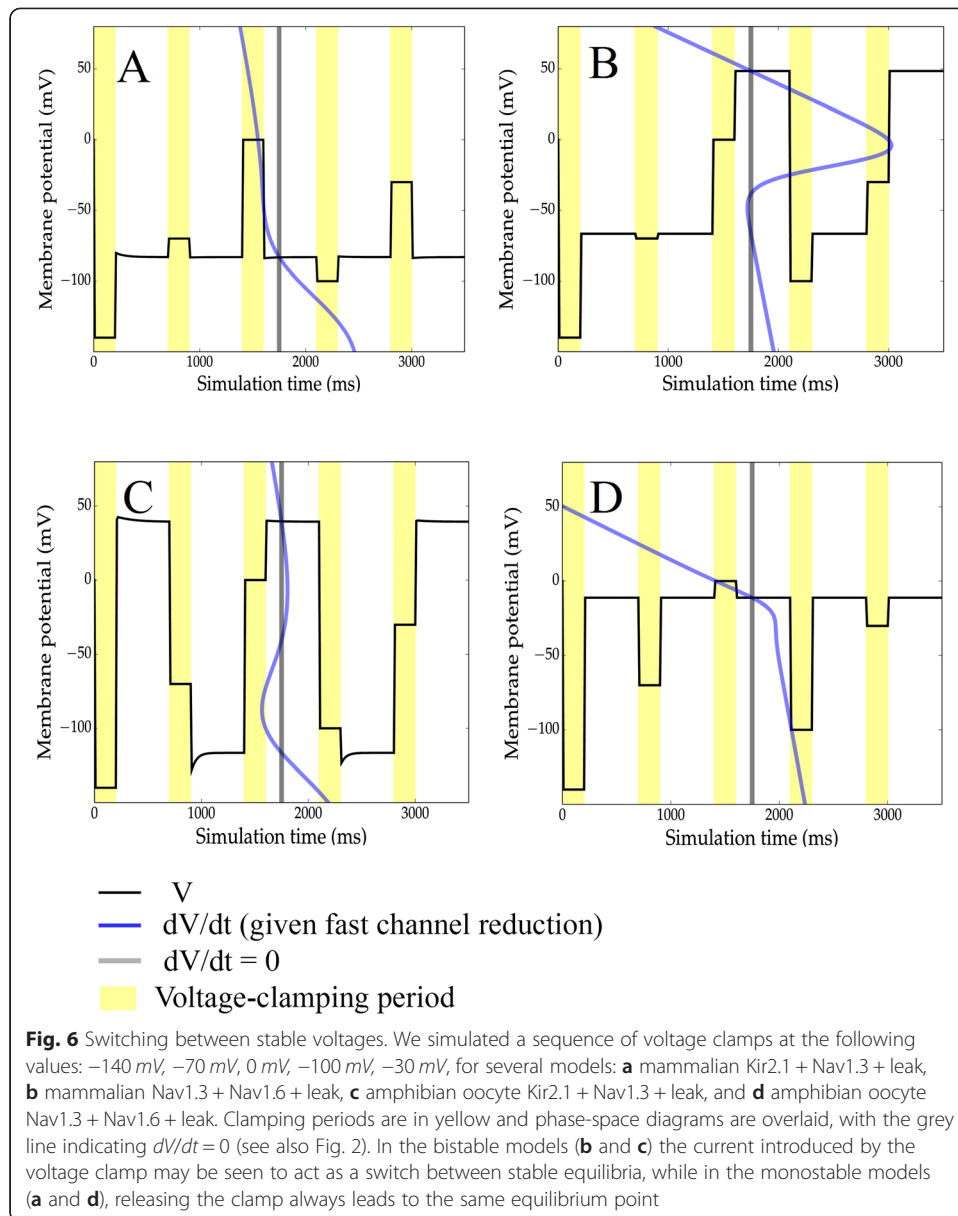 A
B
Membrane potential (mV)
50
0
−50
−100
0
1000
2000
3000
Simulation time (ms)
Membrane potential (mV)
50
0
−50
−100
0
1000
2000
3000
Simulation time (ms)
C
D
Membrane potential (mV)
50
0
−50
−100
0
1000
2000
3000
Simulation time (ms)
Membrane potential (mV)
50
0
−50
−100
0
1000
2000
3000
Simulation time (ms)
V
dV/dt (given fast channel reduction)
dV/dt = 0
Voltage-clamping period
Fig. 6 Switching between stable voltages. We simulated a sequence of voltage clamps at the following
values: −140 mV, −70 mV, 0 mV, −100 mV, −30 mV, for several models: a mammalian Kir2.1 + Nav1.3 + leak,
b mammalian Nav1.3 + Nav1.6 + leak, c amphibian oocyte Kir2.1 + Nav1.3 + leak, and d amphibian oocyte
Nav1.3 + Nav1.6 + leak. Clamping periods are in yellow and phase-space diagrams are overlaid, with the grey
line indicating dV/dt = 0 (see also Fig. 2). In the bistable models (b and c) the current introduced by the
voltage clamp may be seen to act as a switch between stable equilibria, while in the monostable models
(a and d), releasing the clamp always leads to the same equilibrium point